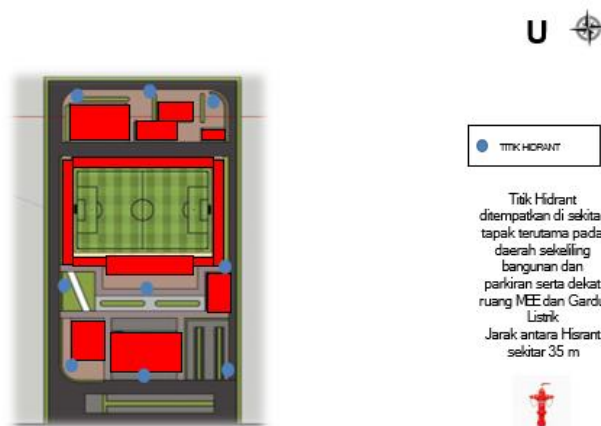 U
TITIK HIDRANT
Titik Hidrant
ditempatkan di sekita
tapak terutama pada
daerah sekeliling
bangunan dan
parkiran serta dekat
ruang MEE dan Gardu
Listrik
Jarak antara Hisrant
sekitar 35 m